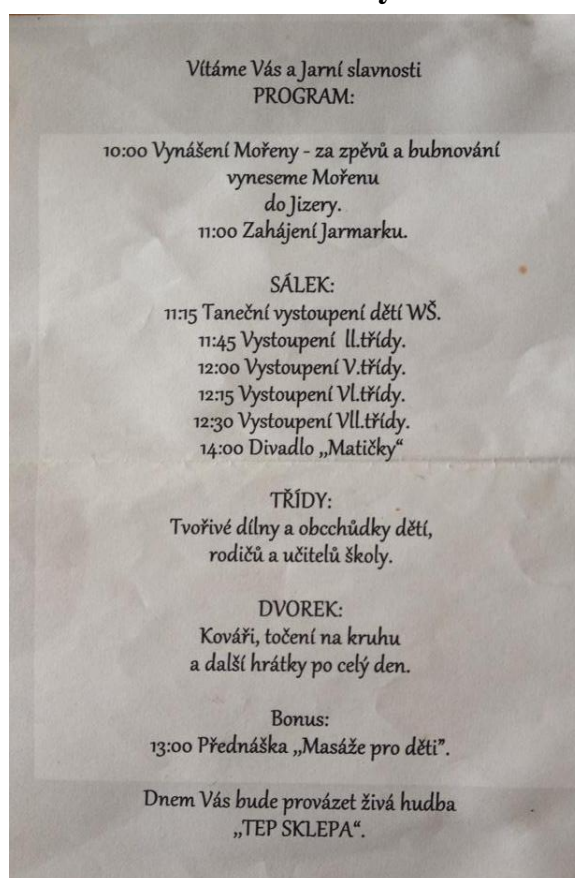 Vítáme Vás a Jarní slavnosti
PROGRAM:
10:00 Vynášení Mořeny - za zpěvů a bubnování
vyneseme Mořenu
do Jizery.
11:00 Zahájení Jarmarku.
SÁLEK:
11:15 Taneční vystoupení dětí WŠ.
11:45 Vystoupení ll.třídy.
12:00 Vystoupení V.třídy.
12:15 Vystoupení Vl.třídy.
12:30 Vystoupení Vll.třídy.
14:00 Divadlo „Matičky“
TŘÍDY:
Tvořivé dílny a obcchůdky dětí,
rodičů a učitelů školy.
DVOREK:
Kováři, točení na kruhu
a další hrátky po celý den.
Bonus:
13:00 Přednáška „Masáže pro děti”.
Dnem Vás bude provázet živá hudba
„TEP SKLEPA“.